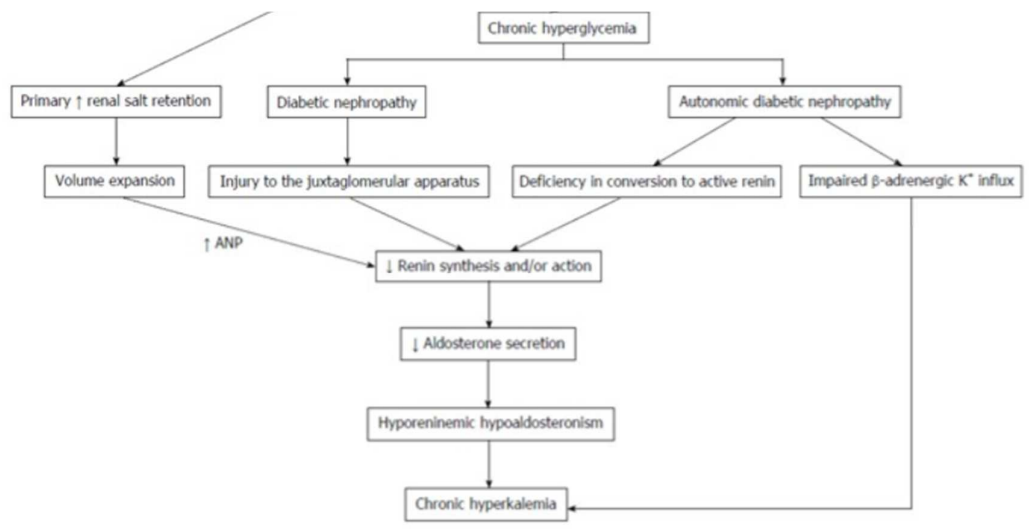 Chronic hyperglycemia
Primary ↑ renal salt retention
Diabetic nephropathy
Autonomic diabetic nephropathy
Volume expansion
Injury to the juxtaglomerular apparatus
Deficiency in conversion to active renin
Impaired β-adrenergic K⁺ influx
↑ ANP
↓ Renin synthesis and/or action
↓ Aldosterone secretion
Hyporeninemic hypoaldosteronism
Chronic hyperkalemia